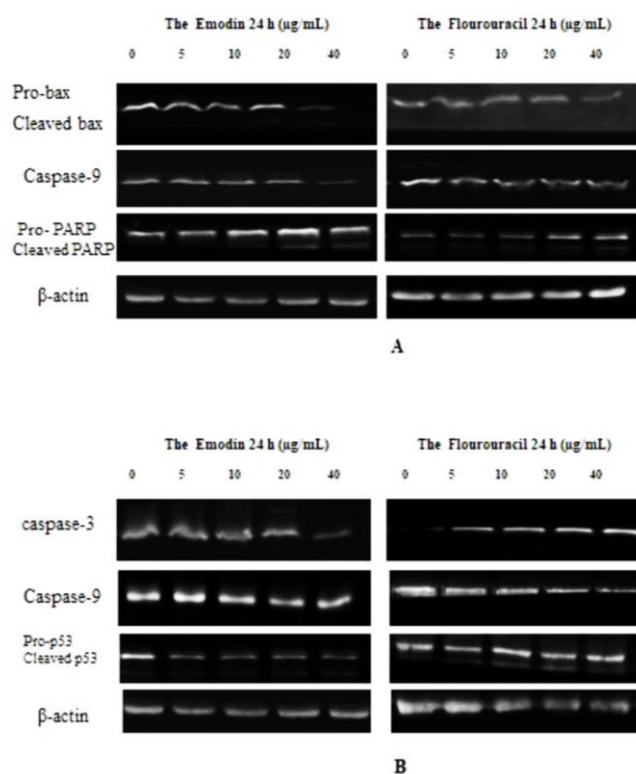 The Emodin 24 h (µg/mL) The Flourouracil 24 h (µg/mL)
0 5 10 20 40 0 5 10 20 40
Pro-bax
Cleaved bax
Caspase-9
Pro- PARP
Cleaved PARP
β-actin
A
The Emodin 24 h (µg/mL) The Flourouracil 24 h (µg/mL)
0 5 10 20 40 0 5 10 20 40
caspase-3
Caspase-9
Pro-p53
Cleaved p53
β-actin
B